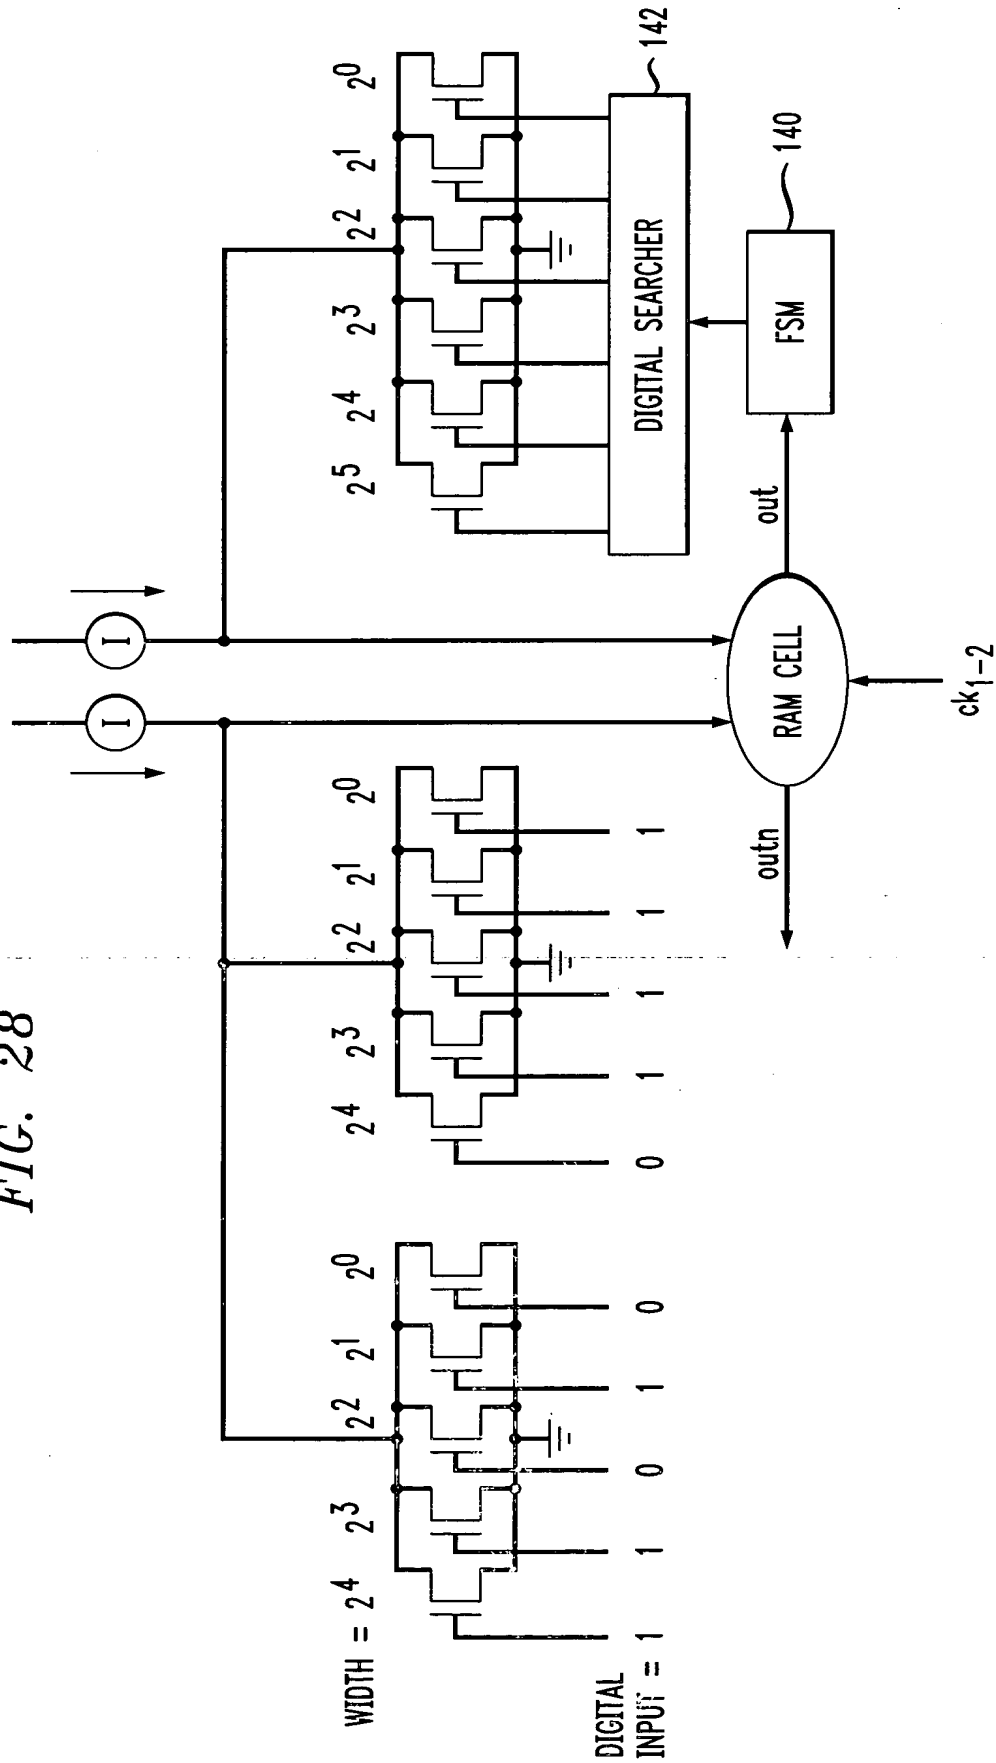 FIG. 28
WIDTH = 2^4 2^3 2^2 2^1 2^0
2^4 2^3 2^2 2^1 2^0
2^5 2^4 2^3 2^2 2^1 2^0
I
I
DIGITAL
INPUT = 1 1 0 1 0
0 1 1 1 1
DIGITAL SEARCHER
142
outn
RAM CELL
out
FSM
140
ck1-2